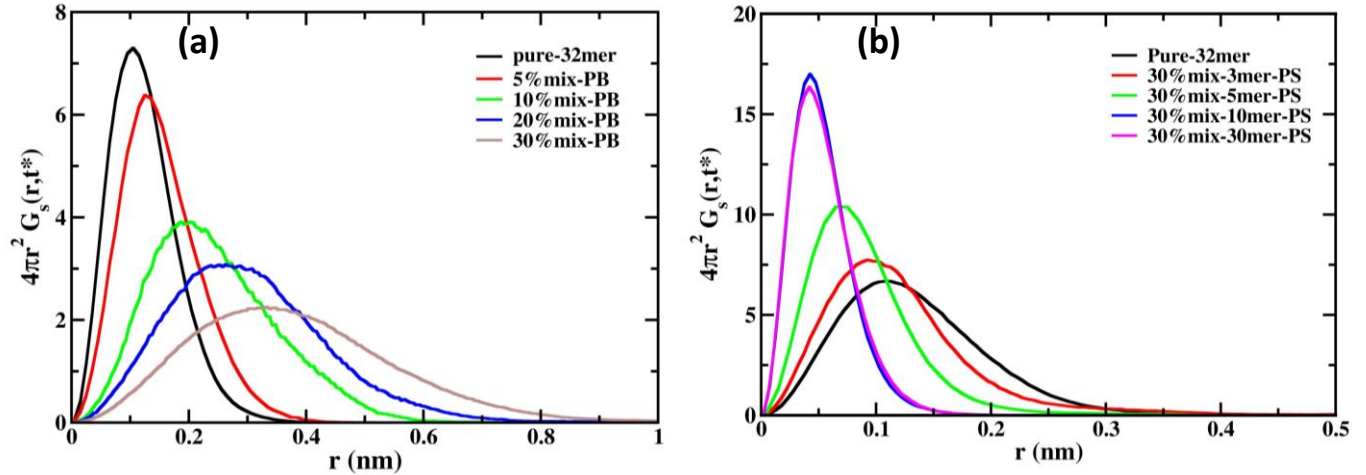 (a)
pure-32mer
5%mix-PB
10%mix-PB
20%mix-PB
30%mix-PB
4πr² Gₛ(r,t*)
8
6
4
2
0
0 0.2 0.4 0.6 0.8 1
r (nm)
(b)
Pure-32mer
30%mix-3mer-PS
30%mix-5mer-PS
30%mix-10mer-PS
30%mix-30mer-PS
4πr² Gₛ(r,t*)
20
15
10
5
0
0 0.1 0.2 0.3 0.4 0.5
r (nm)